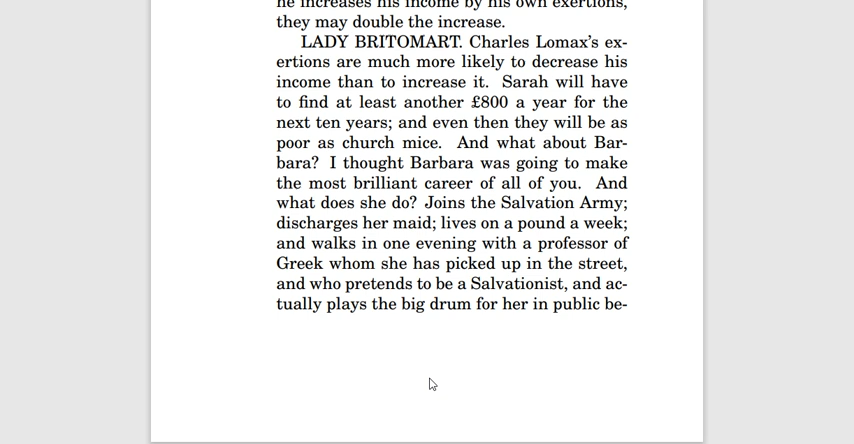 he increases his income by his own exertions,
they may double the increase.
LADY BRITOMART. Charles Lomax's ex-
ertions are much more likely to decrease his
income than to increase it. Sarah will have
to find at least another £800 a year for the
next ten years; and even then they will be as
poor as church mice. And what about Bar-
bara? I thought Barbara was going to make
the most brilliant career of all of you. And
what does she do? Joins the Salvation Army;
discharges her maid; lives on a pound a week;
and walks in one evening with a professor of
Greek whom she has picked up in the street,
and who pretends to be a Salvationist, and ac-
tually plays the big drum for her in public be-